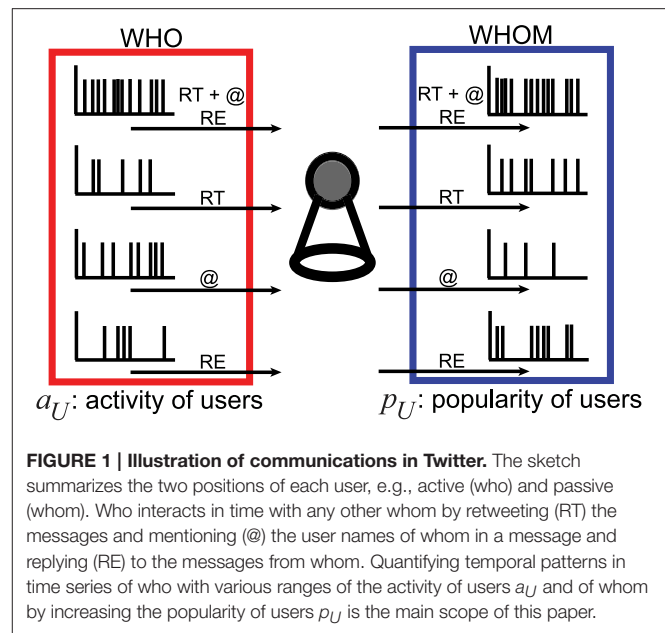 WHO
WHOM
RT + @
RE
RT
@
RE
RT + @
RE
RT
@
RE
a_U: activity of users
p_U: popularity of users
FIGURE 1 | Illustration of communications in Twitter. The sketch
summarizes the two positions of each user, e.g., active (who) and passive
(whom). Who interacts in time with any other whom by retweeting (RT) the
messages and mentioning (@) the user names of whom in a message and
replying (RE) to the messages from whom. Quantifying temporal patterns in
time series of who with various ranges of the activity of users a_U and of whom
by increasing the popularity of users p_U is the main scope of this paper.